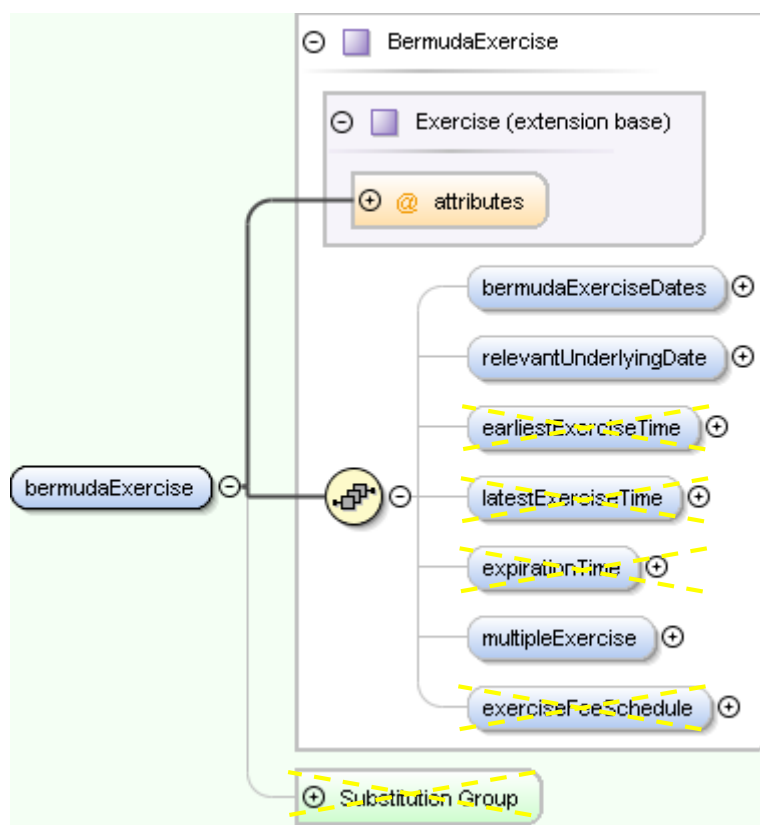 BermudaExercise
Exercise (extension base)
@ attributes
bermudaExerciseDates
relevantUnderlyingDate
earliestExerciseTime
bermudaExercise
latestExerciseTime
expirationTime
multipleExercise
exerciseFeeSchedule
Substitution Group